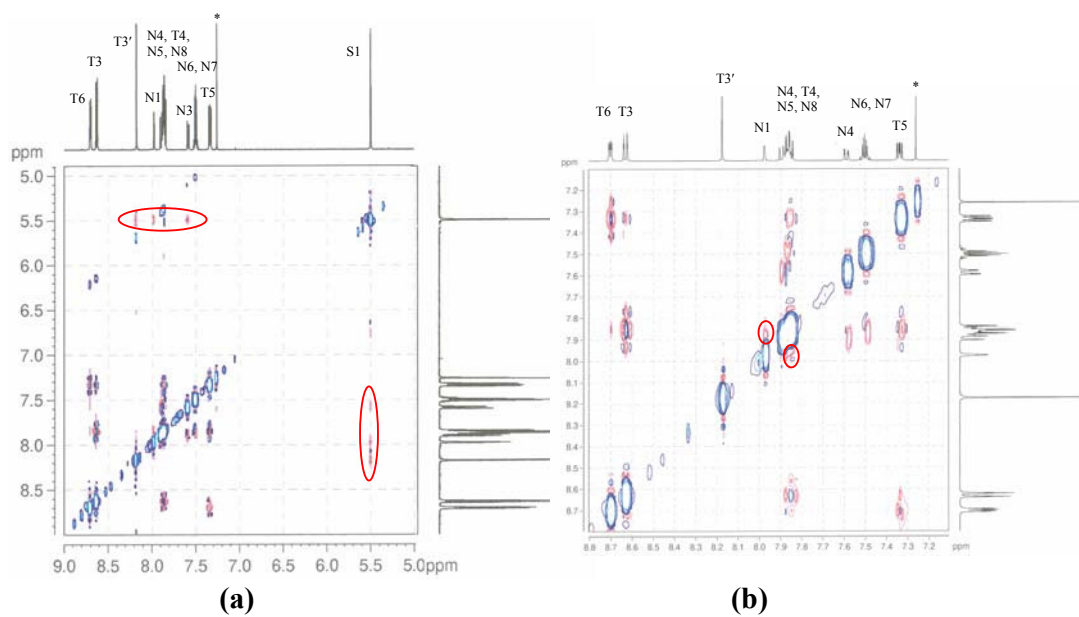 *
T3′
N4, T4,
N5, N8
S1
T3
N6, N7
T6
N1
N3
T5
ppm
5.0
5.5
6.0
6.5
7.0
7.5
8.0
8.5
9.0 8.5 8.0 7.5 7.0 6.5 6.0 5.5 5.0 ppm
(a)
*
T3′
N4, T4,
N5, N8
N6, N7
T6
T3
N1
N4
T5
ppm
7.2
7.3
7.4
7.5
7.6
7.7
7.8
7.9
8.0
8.1
8.2
8.3
8.4
8.5
8.6
8.7
8.8 8.7 8.6 8.5 8.4 8.3 8.2 8.1 8.0 7.9 7.8 7.7 7.6 7.5 7.4 7.3 7.2 ppm
(b)